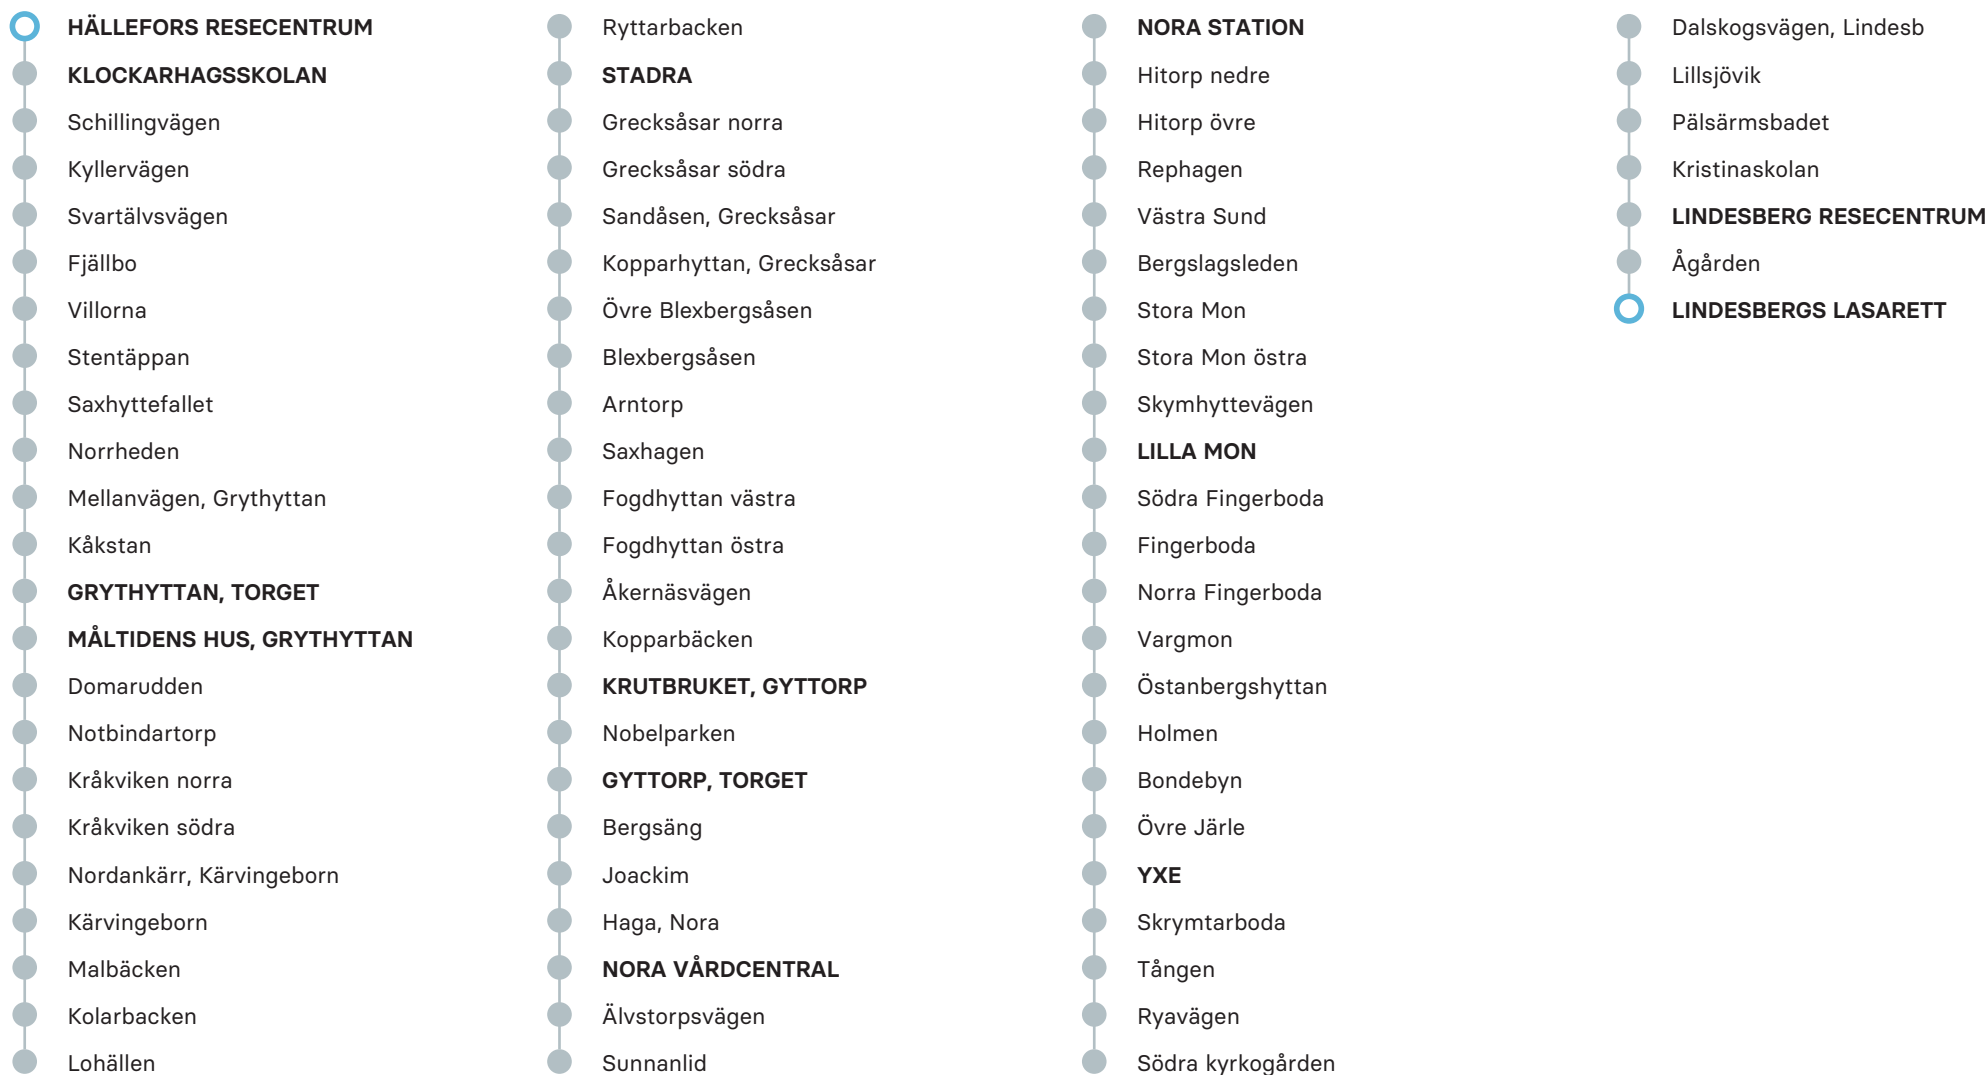 HÄLLEFORS RESECENTRUM
KLOCKARHAGSSKOLAN
Schillingvägen
Kyllervägen
Svartälvsvägen
Fjällbo
Villorna
Stentäppan
Saxhyttefallet
Norrheden
Mellanvägen, Grythyttan
Kåkstan
GRYTHYTTAN, TORGET
MÅLTIDENS HUS, GRYTHYTTAN
Domarudden
Notbindartorp
Kråkviken norra
Kråkviken södra
Nordankärr, Kärvingeborn
Kärvingeborn
Malbäcken
Kolarbacken
Lohällen
Ryttarbacken
STADRA
Grecksåsar norra
Grecksåsar södra
Sandåsen, Grecksåsar
Kopparhyttan, Grecksåsar
Övre Blexbergsåsen
Blexbergsåsen
Arntorp
Saxhagen
Fogdhyttan västra
Fogdhyttan östra
Åkernäsvägen
Kopparbäcken
KRUTBRUKET, GYTTORP
Nobelparken
GYTTORP, TORGET
Bergsäng
Joackim
Haga, Nora
NORA VÅRDCENTRAL
Älvstorpsvägen
Sunnanlid
NORA STATION
Hitorp nedre
Hitorp övre
Rephagen
Västra Sund
Bergslagsleden
Stora Mon
Stora Mon östra
Skymhyttevägen
LILLA MON
Södra Fingerboda
Fingerboda
Norra Fingerboda
Vargmon
Östanbergshyttan
Holmen
Bondebyn
Övre Järle
YXE
Skrymtarboda
Tången
Ryavägen
Södra kyrkogården
Dalskogsvägen, Lindesb
Lillsjövik
Pälsärmsbadet
Kristinaskolan
LINDESBERG RESECENTRUM
Ågården
LINDESBERGS LASARETT